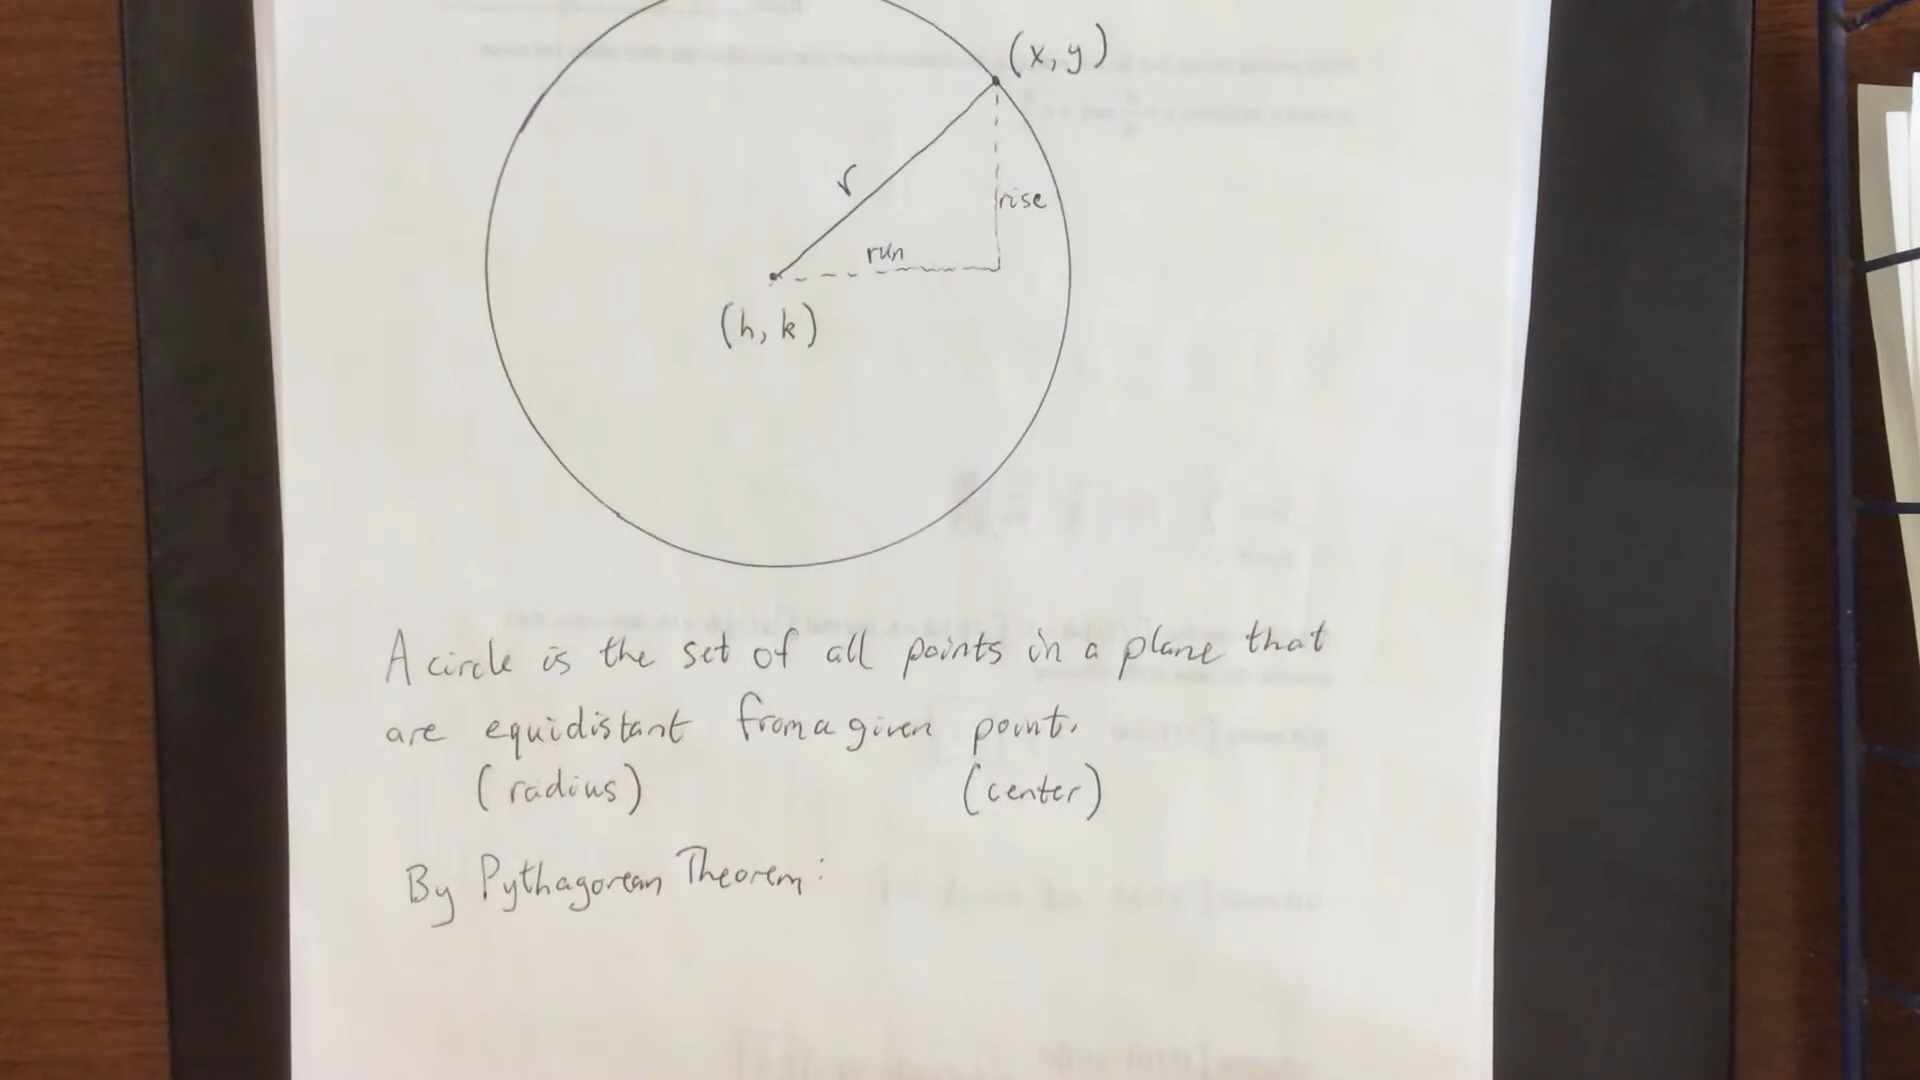 (x, y)
r
rise
run
(h, k)
A circle is the set of all points in a plane that
are equidistant from a given point.
(radius) (center)
By Pythagorean Theorem: